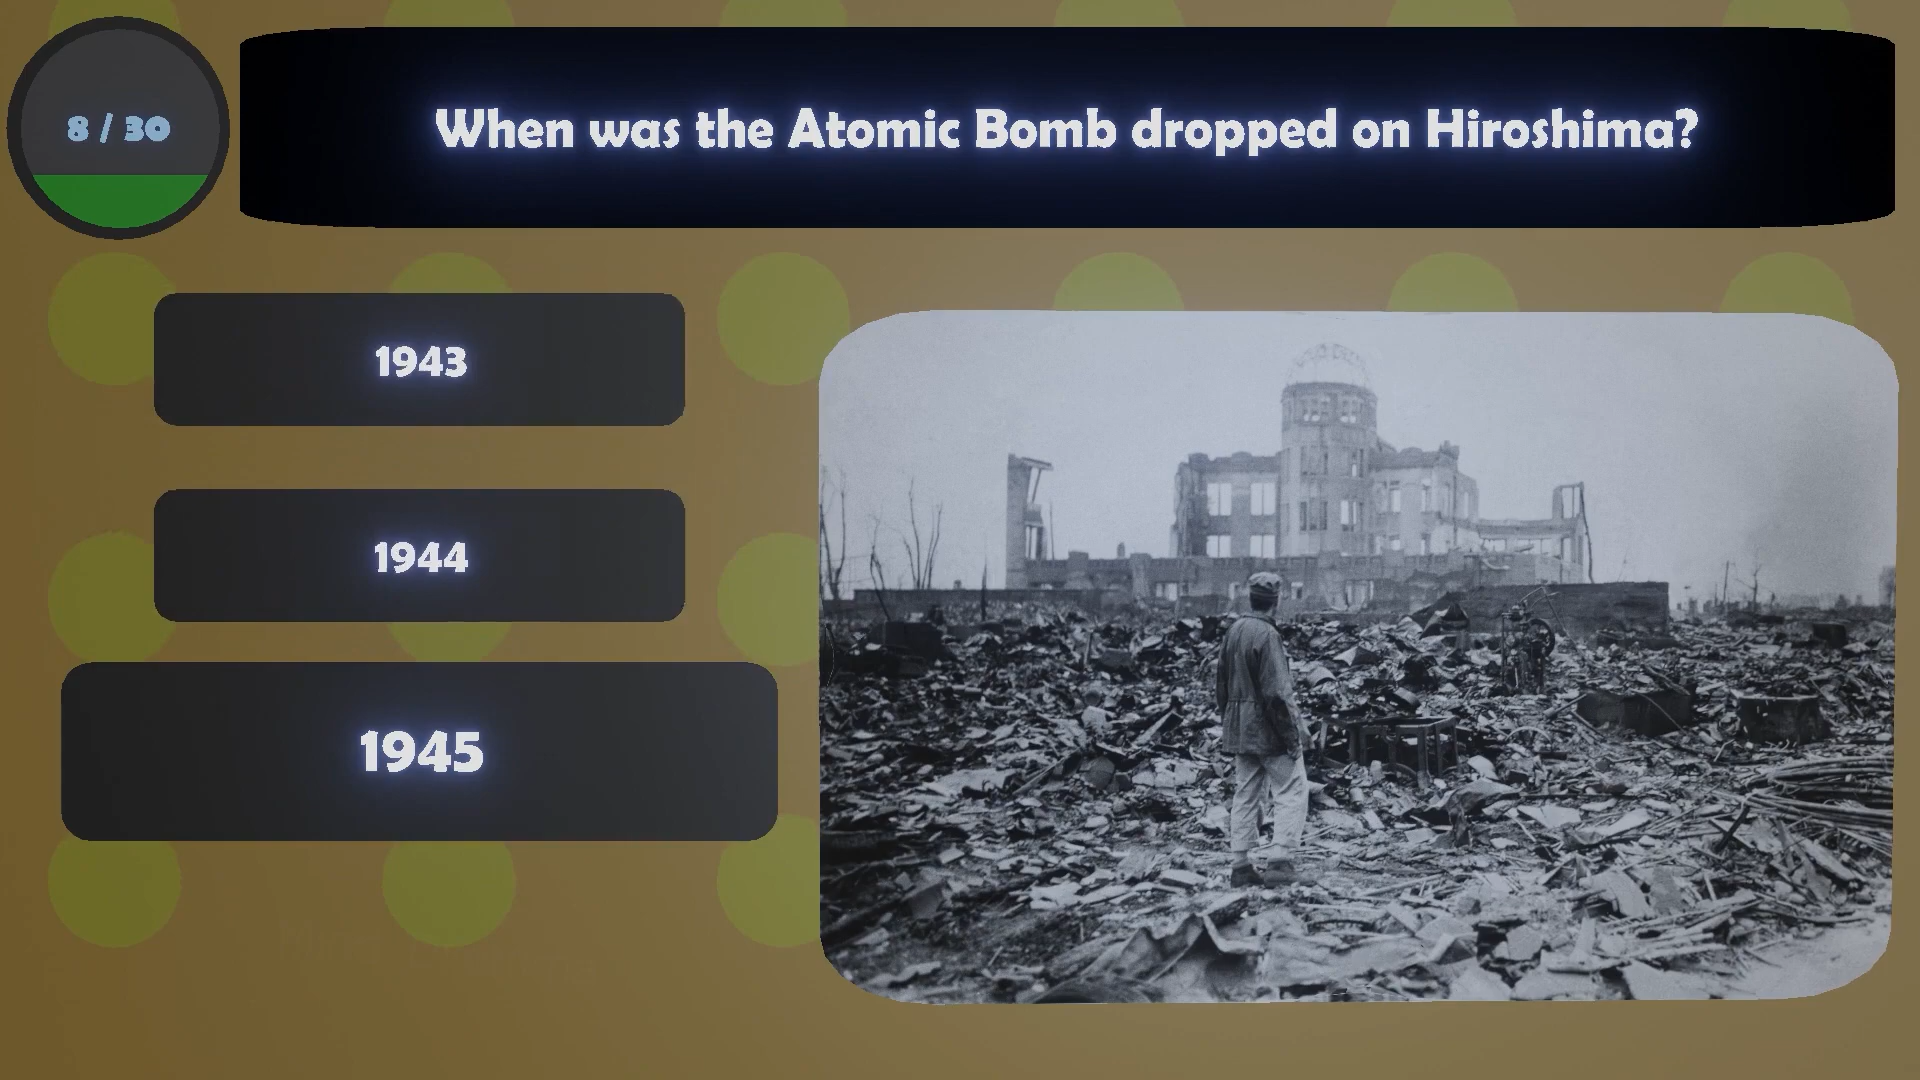 8 / 30
When was the Atomic Bomb dropped on Hiroshima?
1943
1944
1945